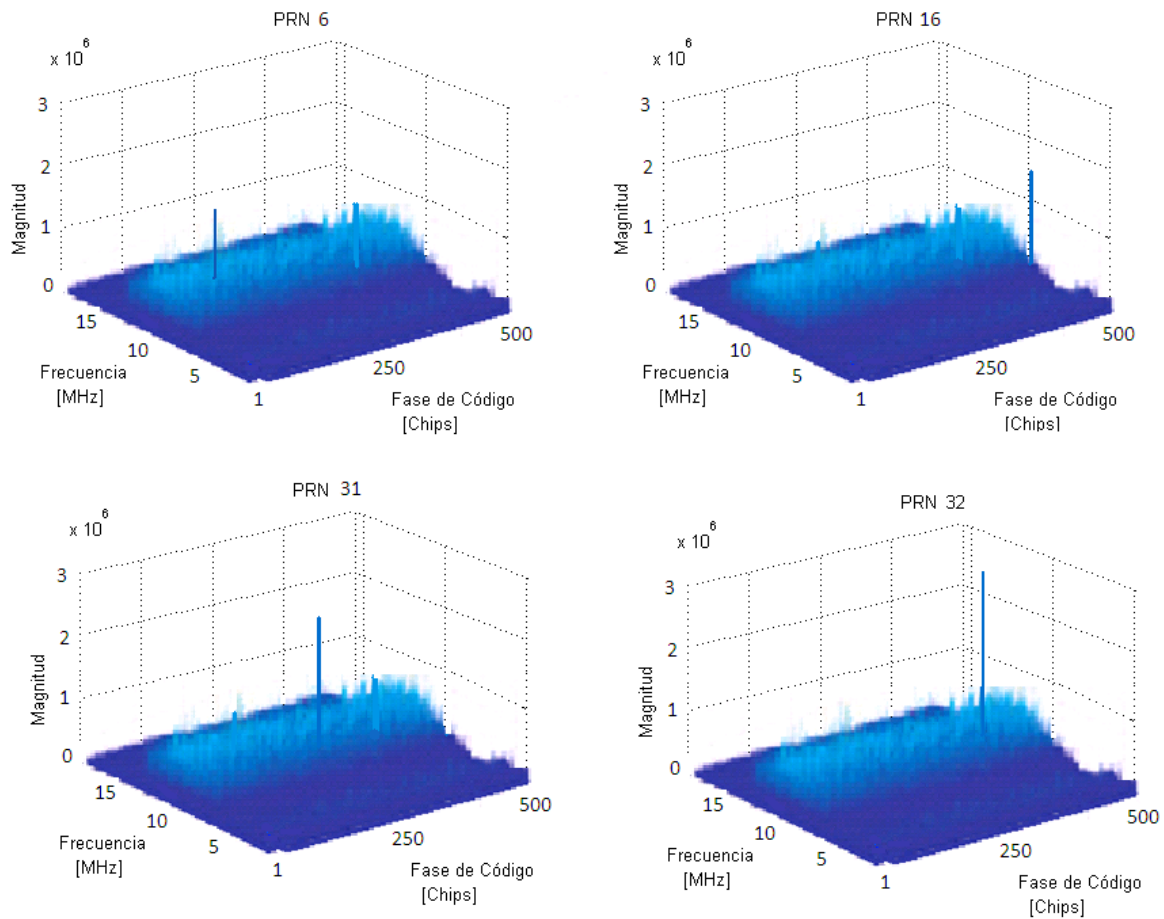 PRN 6
x 10^6
3
2
1
0
Magnitud
15
10
5
Frecuencia
[MHz]
1
250
500
Fase de Código
[Chips]
PRN 16
x 10^6
3
2
1
0
Magnitud
15
10
5
Frecuencia
[MHz]
1
250
500
Fase de Código
[Chips]
PRN 31
x 10^6
3
2
1
0
Magnitud
15
10
5
Frecuencia
[MHz]
1
250
500
Fase de Código
[Chips]
PRN 32
x 10^6
3
2
1
0
Magnitud
15
10
5
Frecuencia
[MHz]
1
250
500
Fase de Código
[Chips]